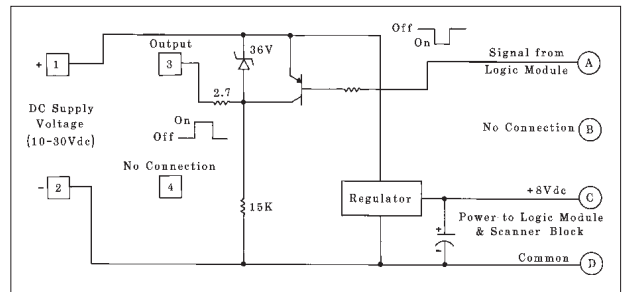 Off
On
Output
36V
Signal from
+ 1
3
A
Logic Module
2.7
DC Supply
Voltage
(10-30Vdc)
On
Off
No Connection
B
No Connection
- 2
4
15K
Regulator
+8Vdc
C
Power to Logic Module
& Scanner Block
+
-
Common
D